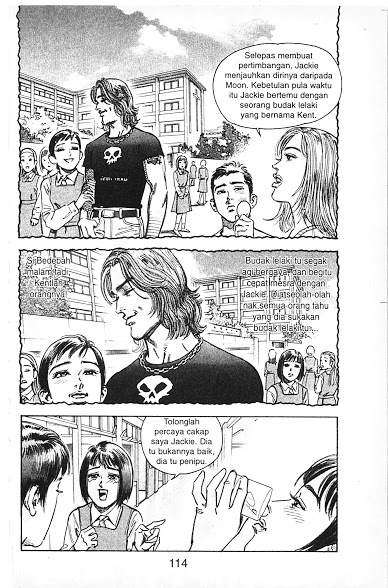 Selepas membuat
pertimbangan, Jackie
menjauhkan dirinya daripada
Moon. Kebetulan pula waktu
itu Jackie bertemu dengan
seorang budak lelaki
yang bernama Kent.
Si Bedebah
malam tadi.
Kentlah
orangnya!
Budak lelaki tu segak
lagi bergaya, dan begitu
cepat mesra dengan
Jackie.
nak semua orang tahu
yang dia sukakan
budak lelaki tu...
Tolonglah
percaya cakap
saya Jackie. Dia
tu bukannya baik,
dia tu penipu.
114